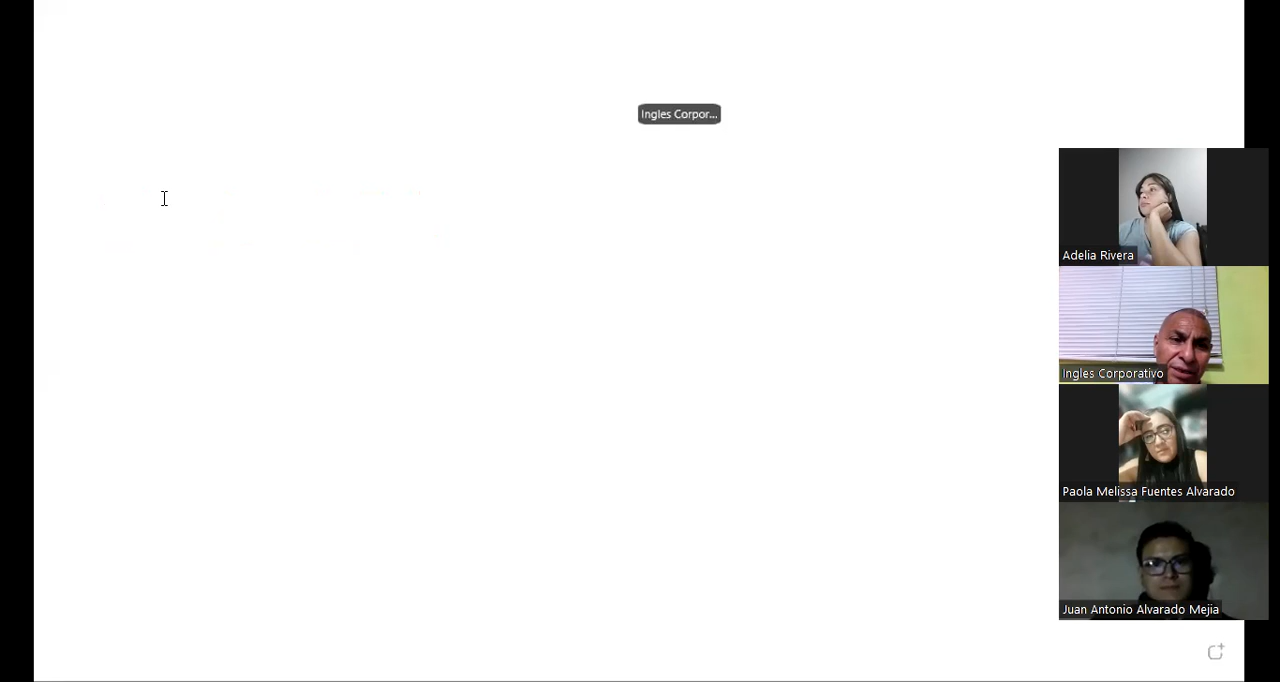 Ingles Corpor...
Adelia Rivera
Ingles Corporativo
Paola Melissa Fuentes Alvarado
Juan Antonio Alvarado Mejia